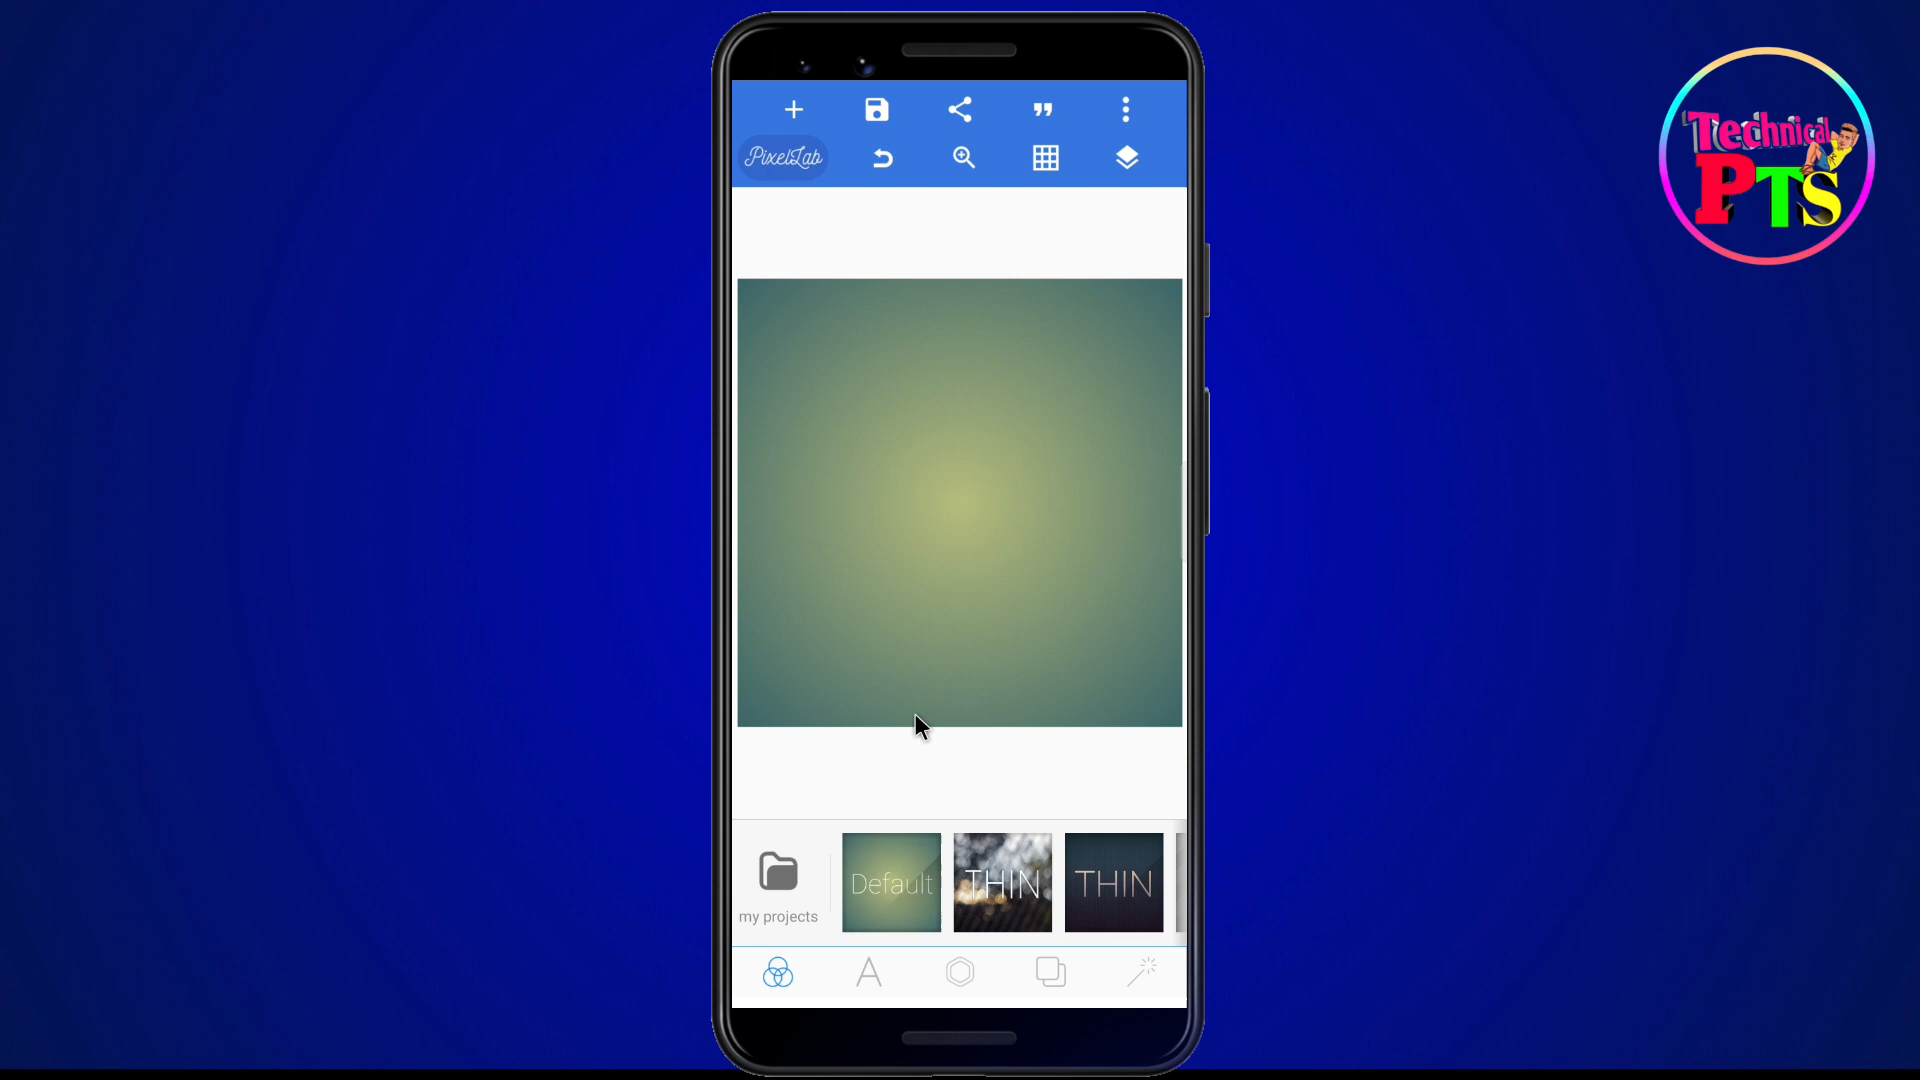 Technical
PTS
PixelLab
my projects
Default
THIN
THIN